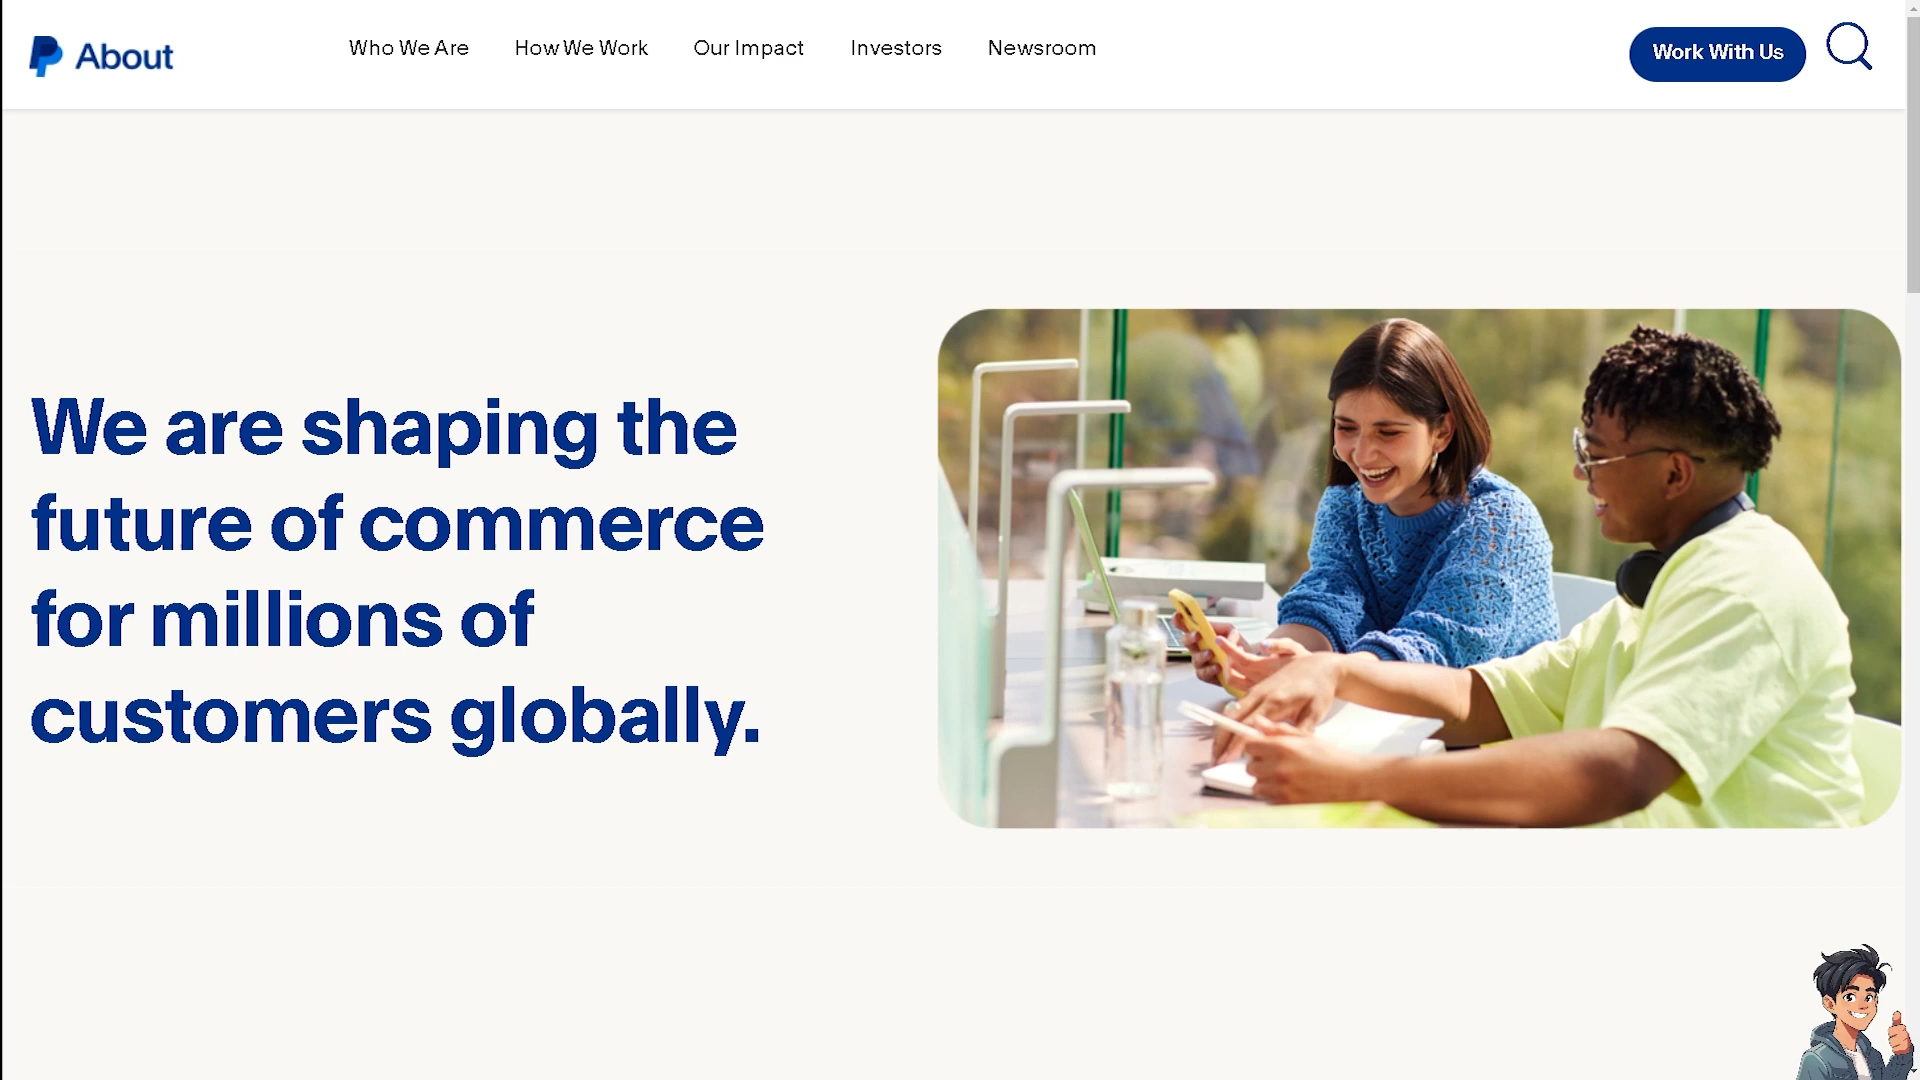 About
Who We Are
How We Work
Our Impact
Investors
Newsroom
Work With Us
We are shaping the
future of commerce
for millions of
customers globally.